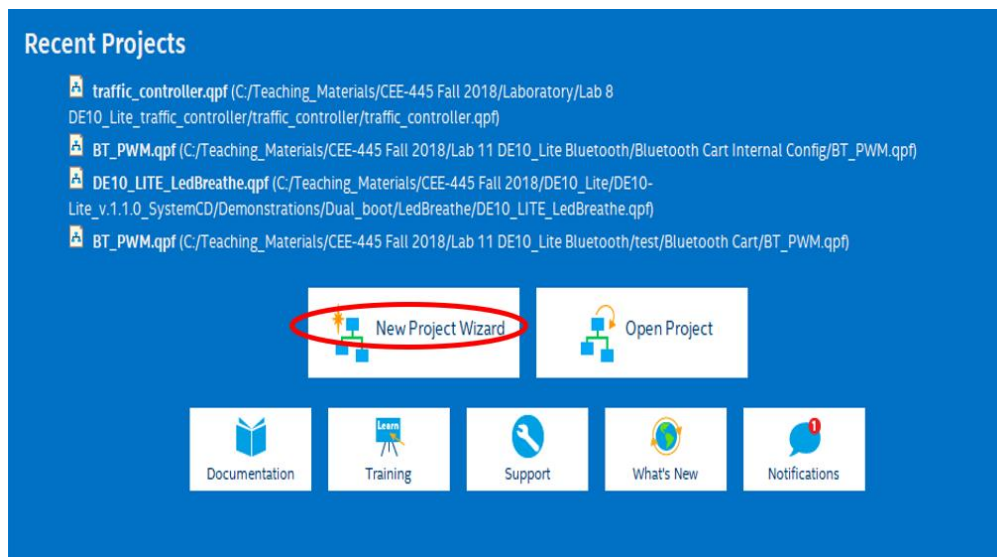 Recent Projects
traffic_controller.qpf (C:/Teaching_Materials/CEE-445 Fall 2018/Laboratory/Lab 8
DE10_Lite_traffic_controller/traffic_controller/traffic_controller.qpf)
BT_PWM.qpf (C:/Teaching_Materials/CEE-445 Fall 2018/Lab 11 DE10_Lite Bluetooth/Bluetooth Cart Internal Config/BT_PWM.qpf)
DE10_LITE_LedBreathe.qpf (C:/Teaching_Materials/CEE-445 Fall 2018/DE10_Lite/DE10-
Lite_v.1.1.0_SystemCD/Demonstrations/Dual_boot/LedBreathe/DE10_LITE_LedBreathe.qpf)
BT_PWM.qpf (C:/Teaching_Materials/CEE-445 Fall 2018/Lab 11 DE10_Lite Bluetooth/test/Bluetooth Cart/BT_PWM.qpf)
New Project Wizard
Open Project
Learn
1
Documentation
Training
Support
What's New
Notifications